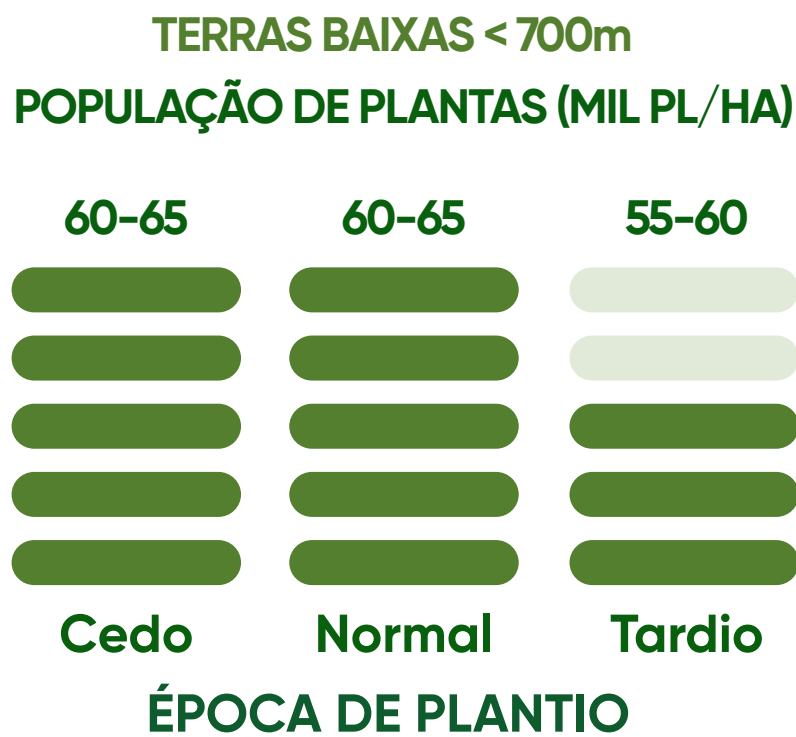 TERRAS BAIXAS < 700m
POPULAÇÃO DE PLANTAS (MIL PL/HA)
60-65 60-65 55-60
Cedo Normal Tardio
ÉPOCA DE PLANTIO